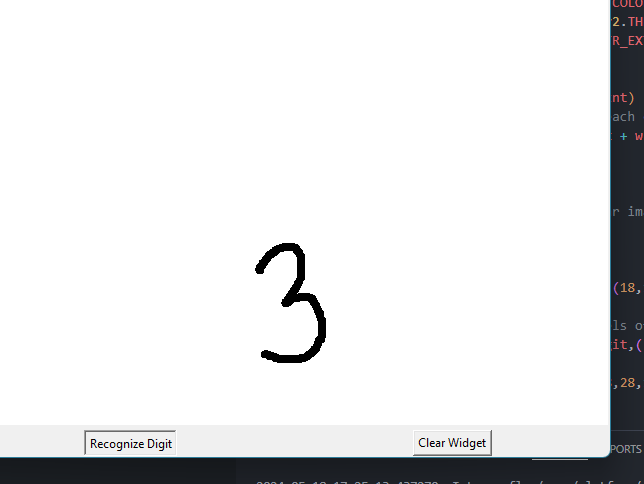 COLO
2.TH
R_EX
nt)
ach
+ w
r im
3
(18,
ls o
it,(
,28,
Recognize Digit
Clear Widget
PORTS